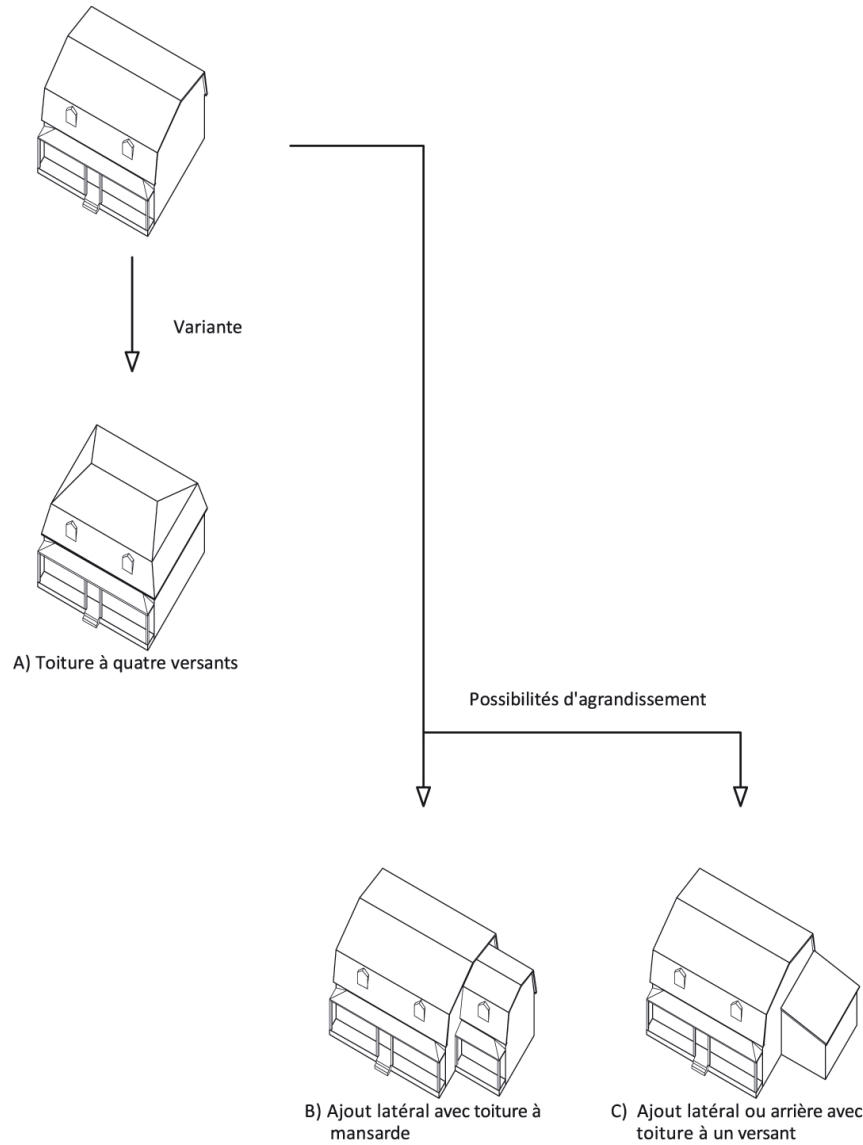 Variante
A) Toiture à quatre versants
Possibilités d'agrandissement
B) Ajout latéral avec toiture à
mansarde
C) Ajout latéral ou arrière avec
toiture à un versant